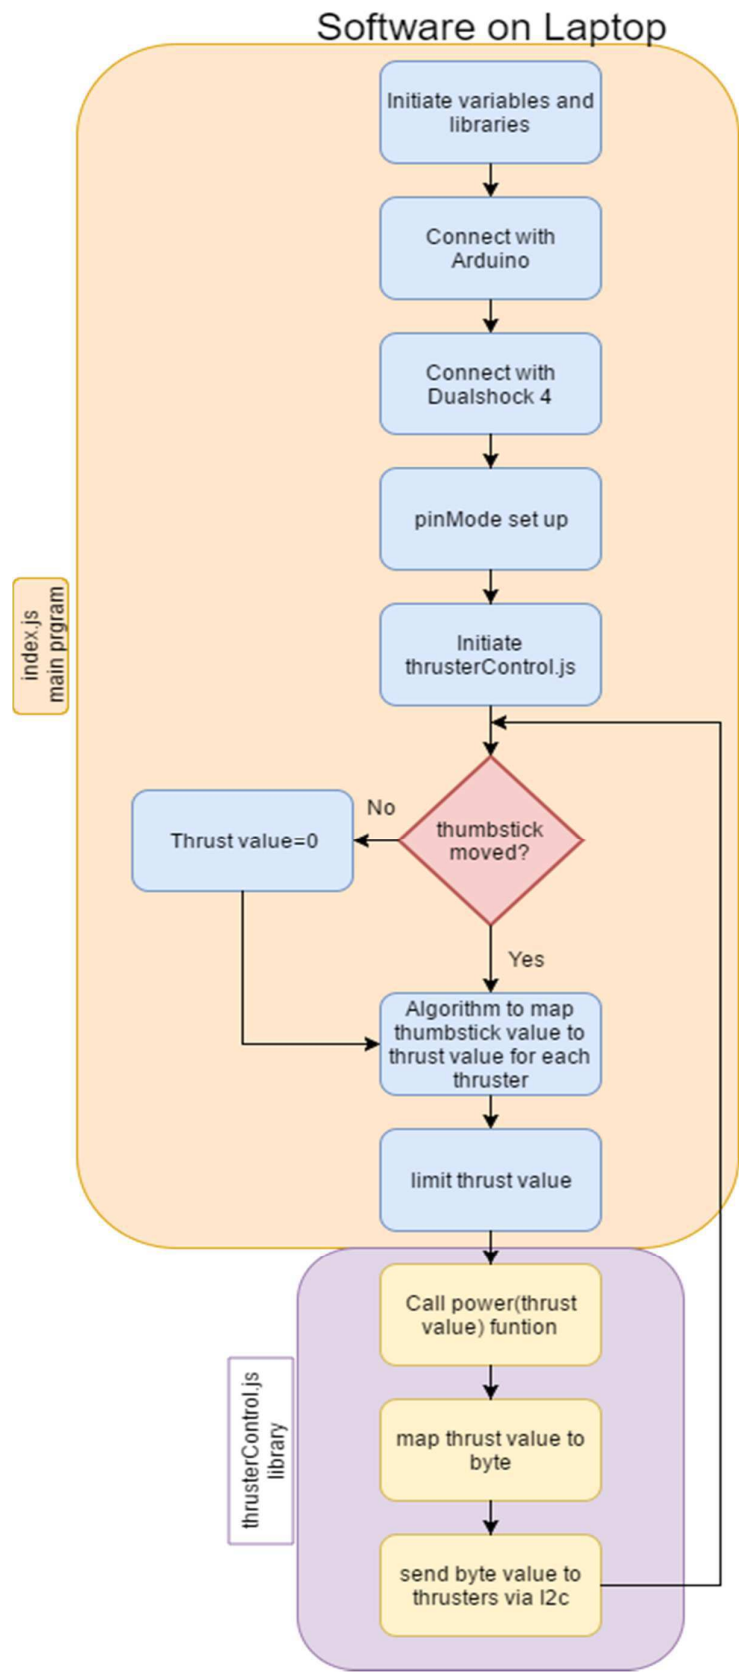 Software on Laptop
Initiate variables and
libraries
Connect with
Arduino
Connect with
Dualshock 4
pinMode set up
index.js
main prgram
Initiate
thrusterControl.js
No
thumbstick
moved?
Thrust value=0
Yes
Algorithm to map
thumbstick value to
thrust value for each
thruster
limit thrust value
Call power(thrust
value) funtion
thrusterControl.js
library
map thrust value to
byte
send byte value to
thrusters via I2c